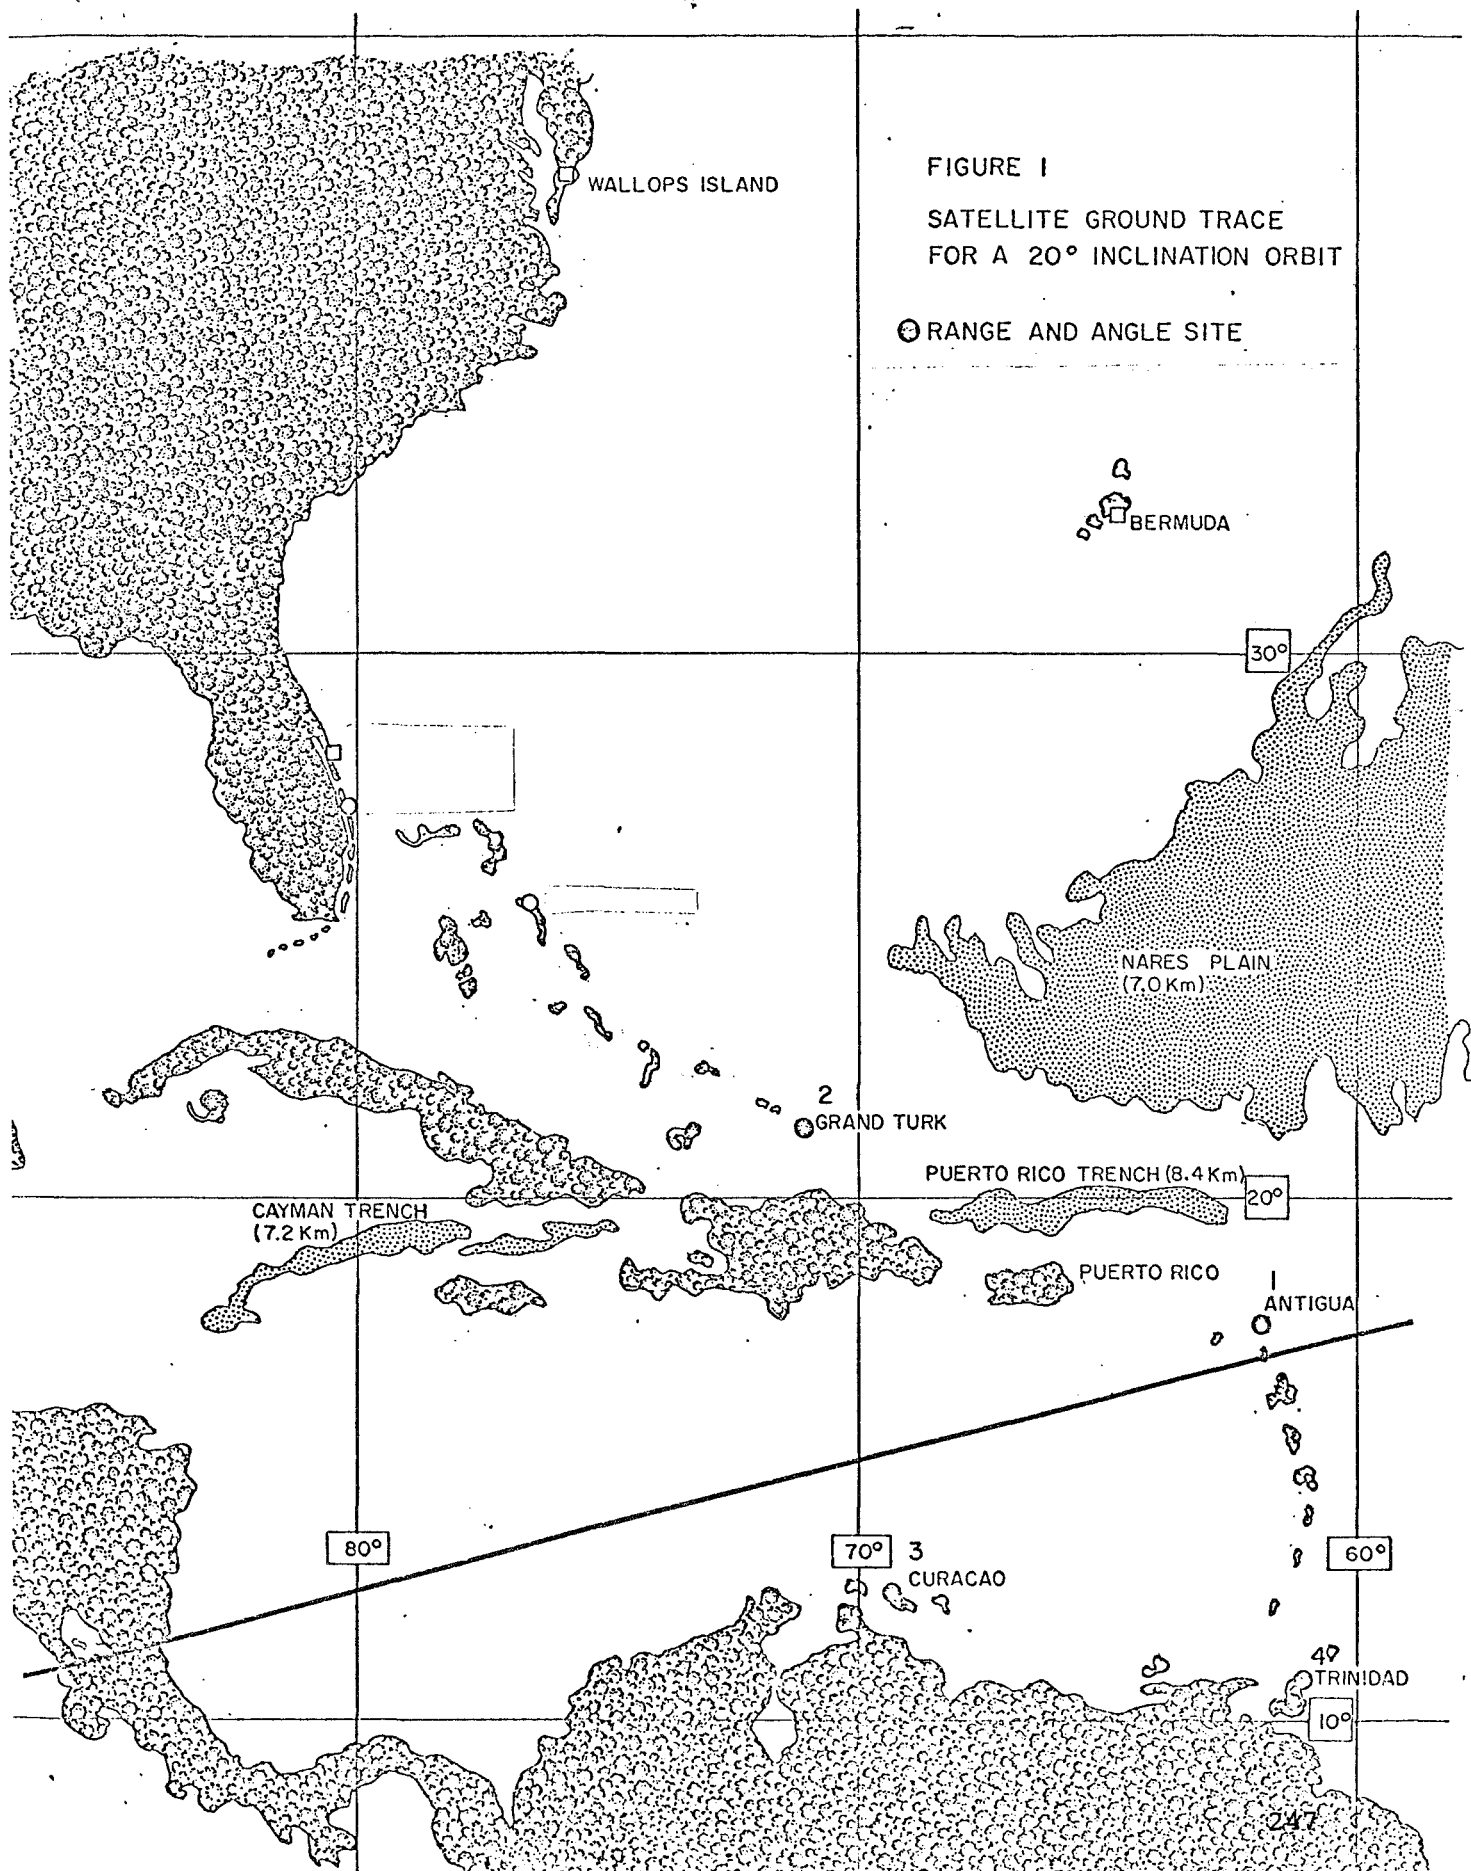 FIGURE 1
SATELLITE GROUND TRACE
FOR A 20° INCLINATION ORBIT
RANGE AND ANGLE SITE
WALLOPS ISLAND
BERMUDA
30°
NARES PLAIN
(7.0 Km)
2
GRAND TURK
PUERTO RICO TRENCH (8.4 Km)
20°
CAYMAN TRENCH
(7.2 Km)
PUERTO RICO
1
ANTIGUA
80°
70°
3
60°
CURACAO
4
TRINIDAD
10°
247